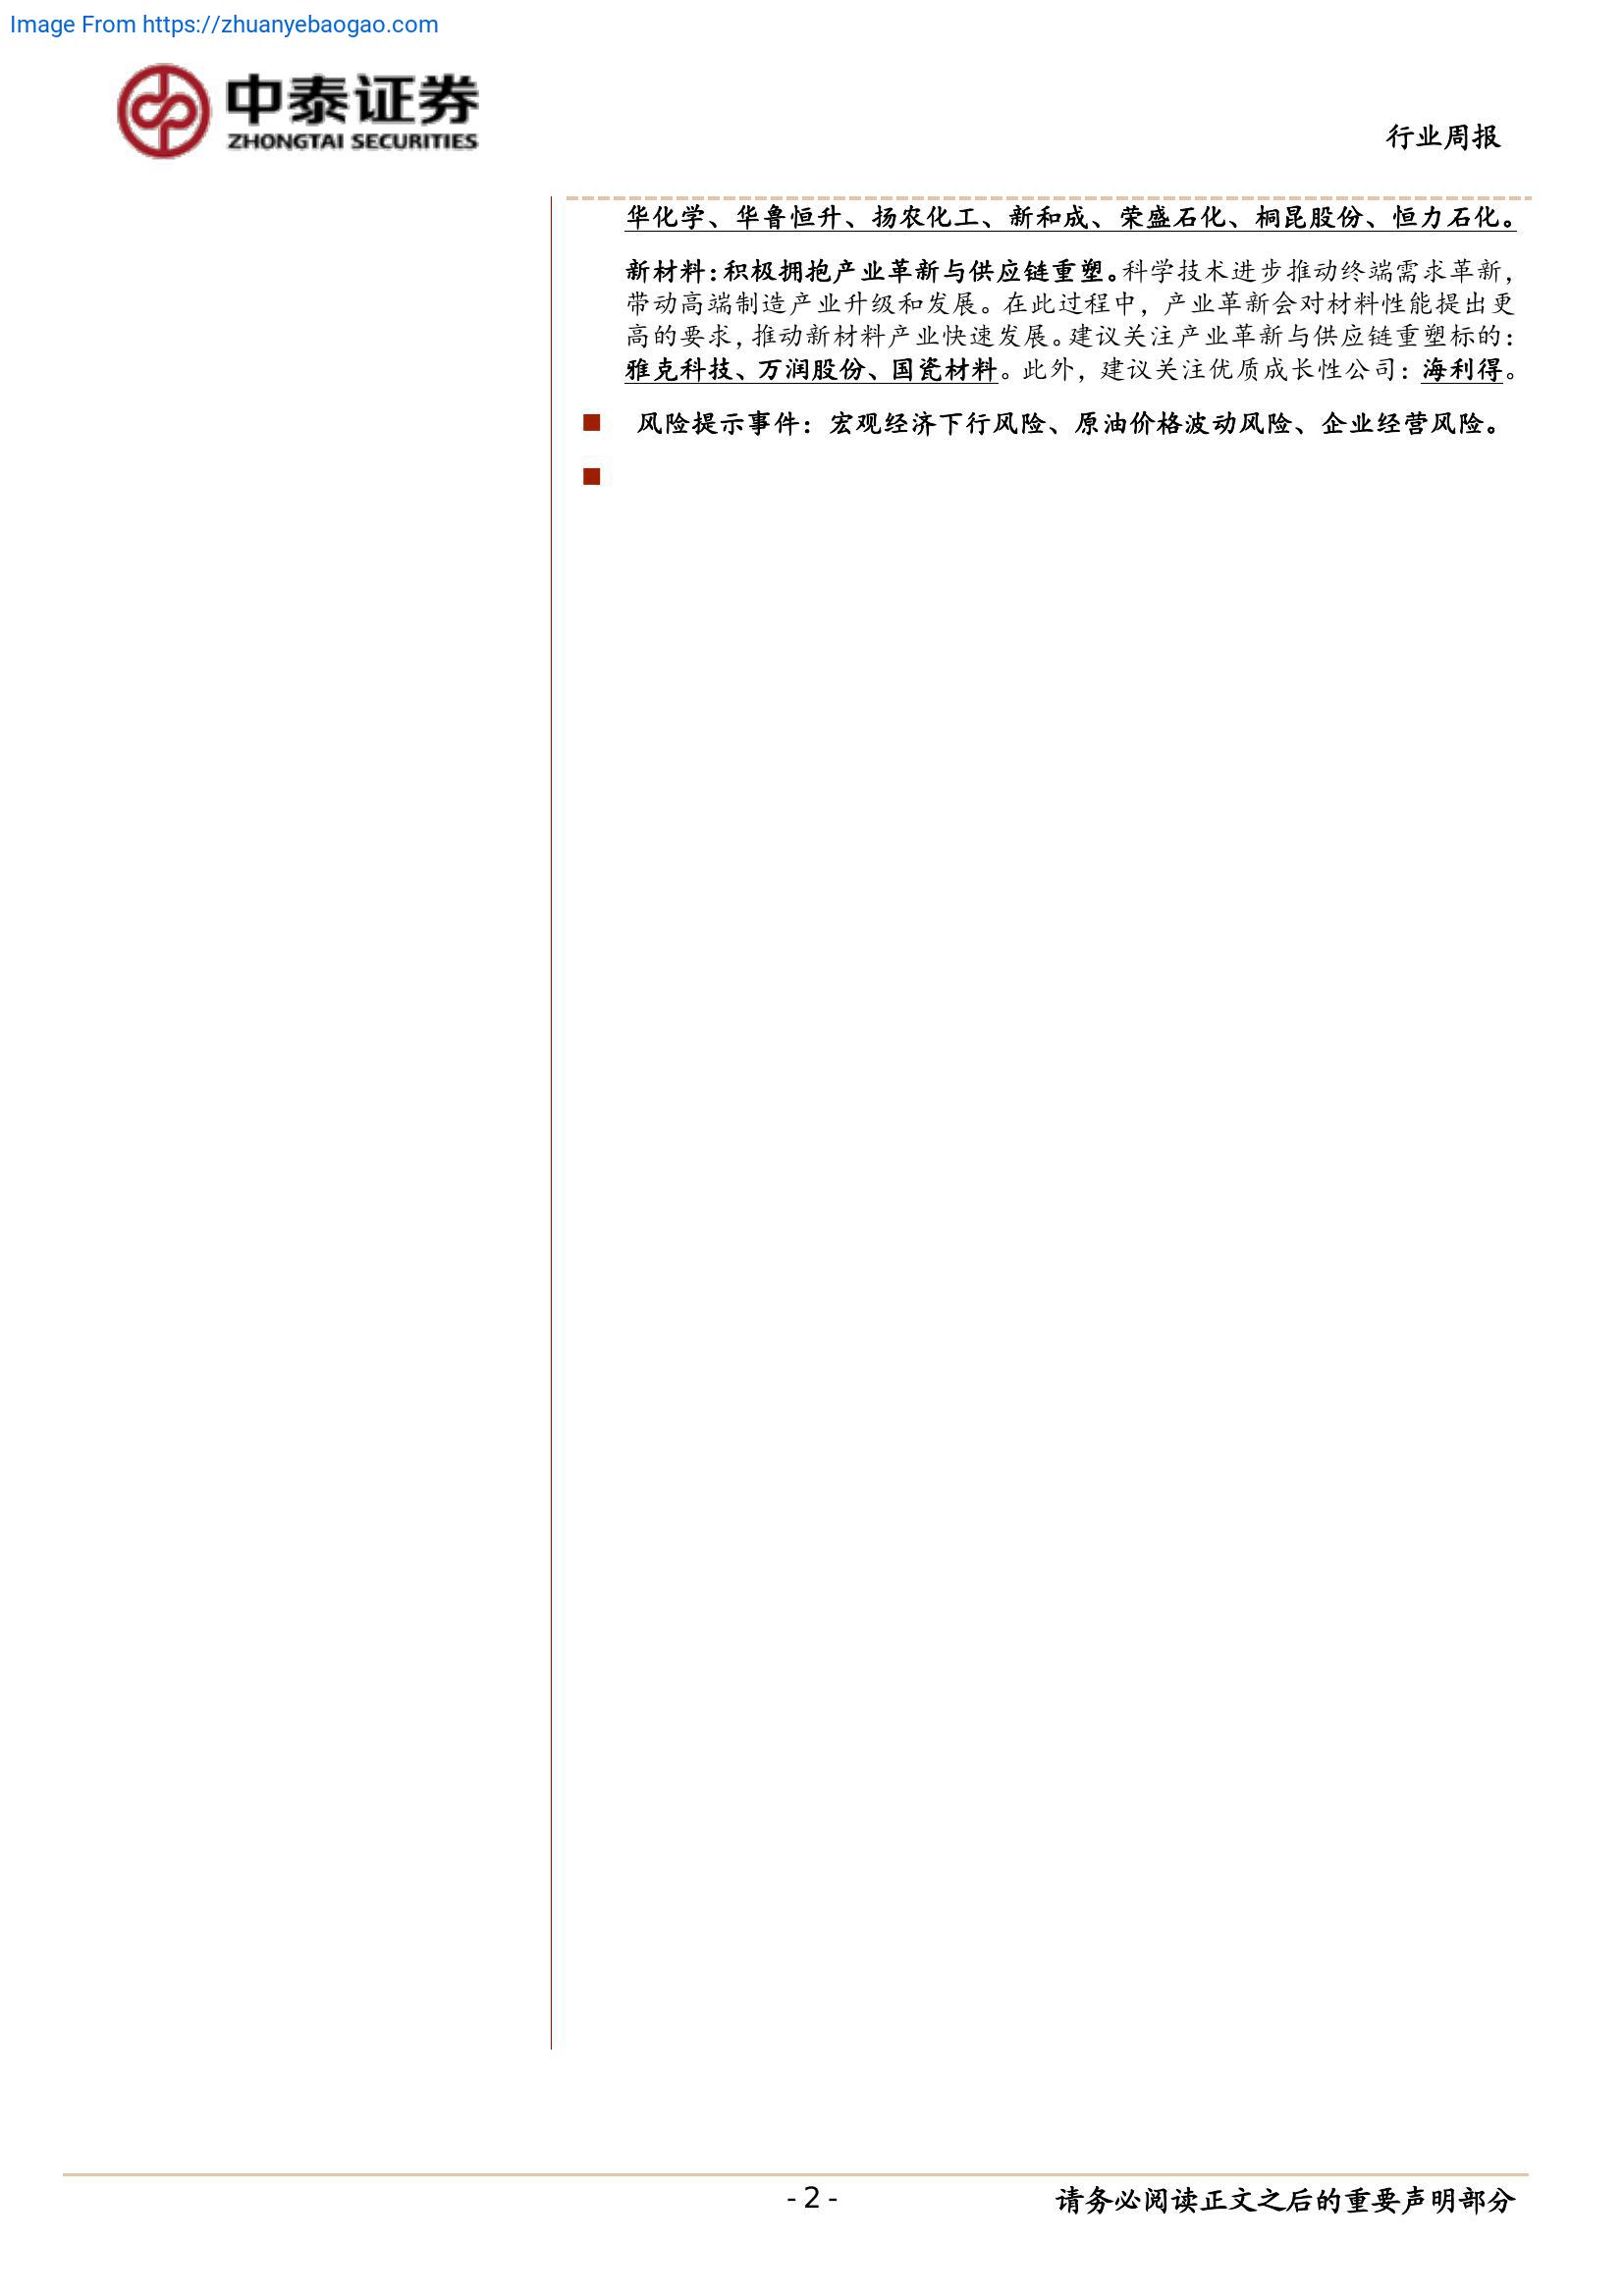 Image From https://zhuanyebaogao.com
中泰证券
ZHONGTAI SECURITIES
行业周报
华化学、华鲁恒升、扬农化工、新和成、荣盛石化、桐昆股份、恒力石化。
新材料：积极拥抱产业革新与供应链重塑。科学技术进步推动终端需求革新，
带动高端制造产业升级和发展。在此过程中，产业革新会对材料性能提出更
高的要求，推动新材料产业快速发展。建议关注产业革新与供应链重塑标的：
雅克科技、万润股份、国瓷材料。此外，建议关注优质成长性公司：海利得。
风险提示事件：宏观经济下行风险、原油价格波动风险、企业经营风险。
- 2 -
请务必阅读正文之后的重要声明部分